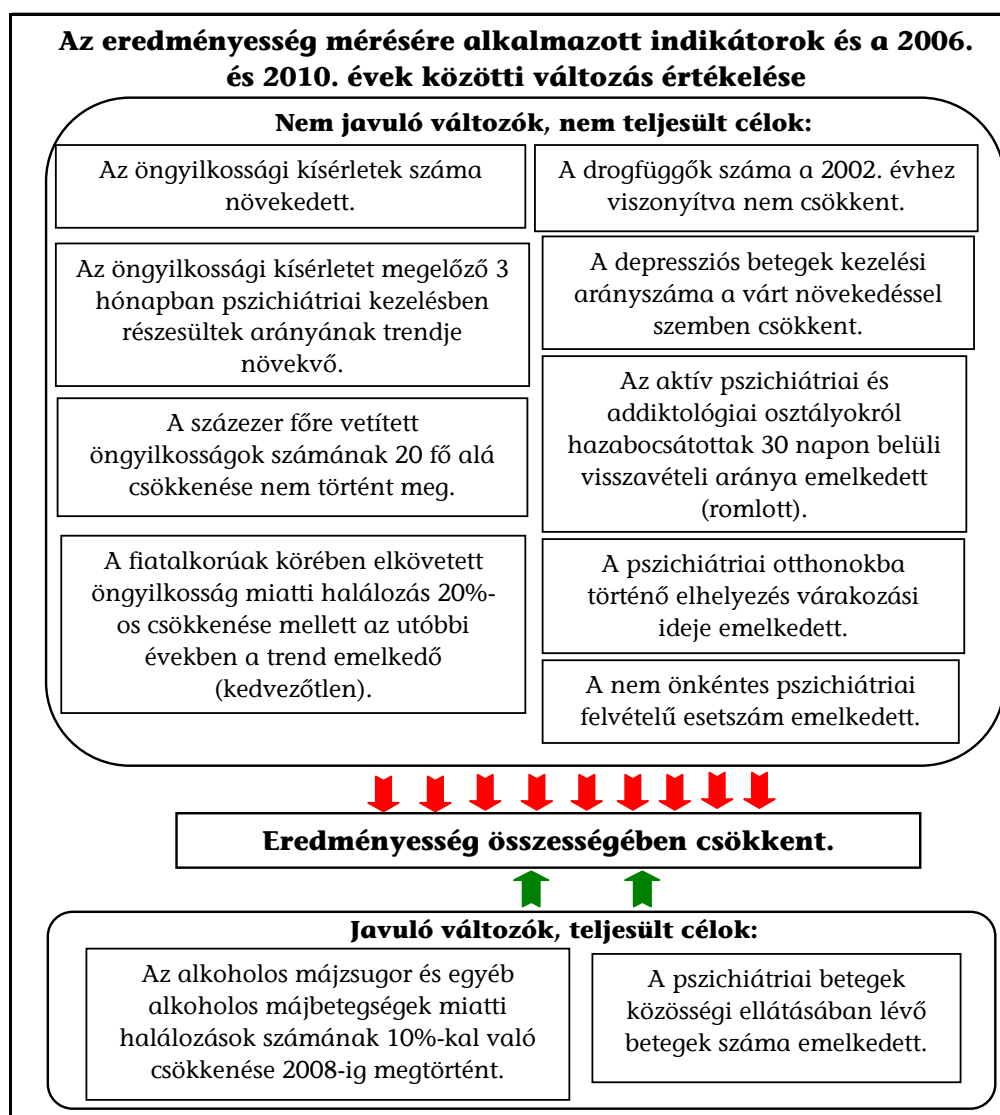 Az eredményesség mérésére alkalmazott indikátorok és a 2006.
és 2010. évek közötti változás értékelése
Nem javuló változók, nem teljesült célok:
Az öngyilkossági kísérletek száma
növekedett.
Az öngyilkossági kísérletet megelőző 3
hónapban pszichiátriai kezelésben
részesültek arányának trendje
növekvő.
A százezer főre vetített
öngyilkosságok számának 20 fő alá
csökkenése nem történt meg.
A fiatalkorúak körében elkövetett
öngyilkosság miatti halálozás 20%-
os csökkenése mellett az utóbbi
években a trend emelkedő
(kedvezőtlen).
A drogfüggők száma a 2002. évhez
viszonyítva nem csökkent.
A depressziós betegek kezelési
arányszáma a várt növekedéssel
szemben csökkent.
Az aktív pszichiátriai és
addiktológiai osztályokról
hazabocsátottak 30 napon belüli
visszavételi aránya emelkedett
(romlott).
A pszichiátriai otthonokba
történő elhelyezés várakozási
ideje emelkedett.
A nem önkéntes pszichiátriai
felvételű esetszám emelkedett.
Eredményesség összességében csökkent.
Javuló változók, teljesült célok:
Az alkoholos májzsugor és egyéb
alkoholos májbetegségek miatti
halálozások számának 10%-kal való
csökkenése 2008-ig megtörtént.
A pszichiátriai betegek
közösségi ellátásában lévő
betegek száma emelkedett.